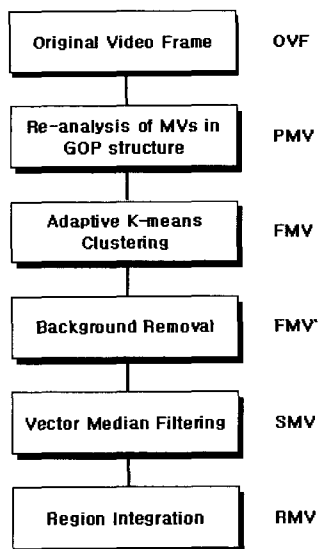 Original Video Frame OVF
Re-analysis of MVs in
GOP structure PMV
Adaptive K-means
Clustering FMV
Background Removal FMV'
Vector Median Filtering SMV
Region Integration RMV